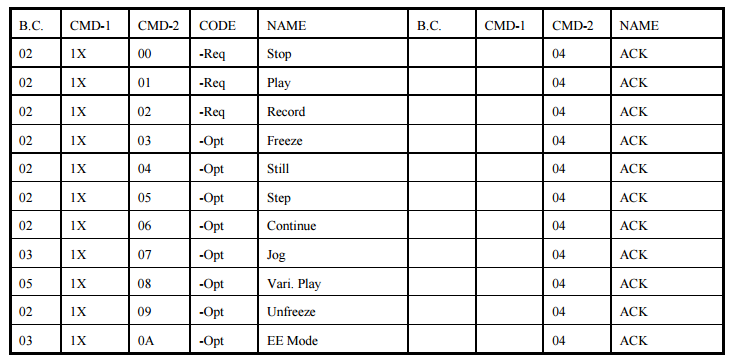 B.C. CMD-1 CMD-2 CODE NAME B.C. CMD-1 CMD-2 NAME
02 1X 00 -Req Stop 04 ACK
02 1X 01 -Req Play 04 ACK
02 1X 02 -Req Record 04 ACK
02 1X 03 -Opt Freeze 04 ACK
02 1X 04 -Opt Still 04 ACK
02 1X 05 -Opt Step 04 ACK
02 1X 06 -Opt Continue 04 ACK
03 1X 07 -Opt Jog 04 ACK
05 1X 08 -Opt Vari. Play 04 ACK
02 1X 09 -Opt Unfreeze 04 ACK
03 1X 0A -Opt EE Mode 04 ACK